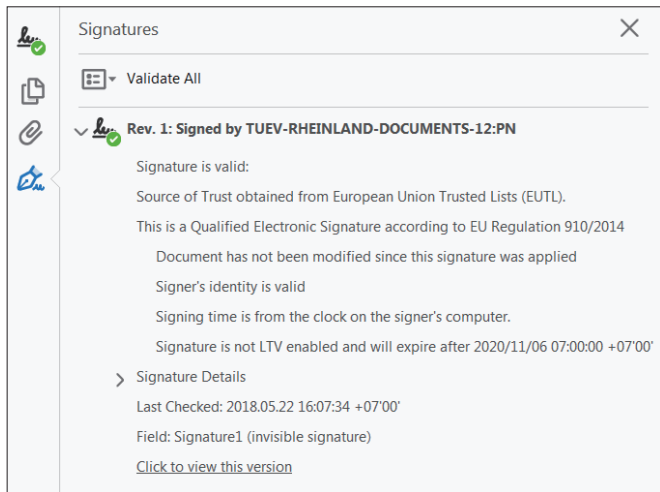 Signatures
Validate All
Rev. 1: Signed by TUEV-RHEINLAND-DOCUMENTS-12:PN
Signature is valid:
Source of Trust obtained from European Union Trusted Lists (EUTL).
This is a Qualified Electronic Signature according to EU Regulation 910/2014
Document has not been modified since this signature was applied
Signer's identity is valid
Signing time is from the clock on the signer's computer.
Signature is not LTV enabled and will expire after 2020/11/06 07:00:00 +07'00'
Signature Details
Last Checked: 2018.05.22 16:07:34 +07'00'
Field: Signature1 (invisible signature)
Click to view this version